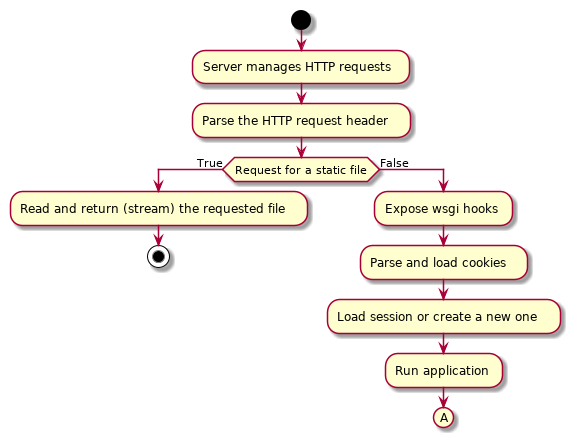 Server manages HTTP requests
Parse the HTTP request header
True
Request for a static file
False
Read and return (stream) the requested file
Expose wsgi hooks
Parse and load cookies
Load session or create a new one
Run application
A